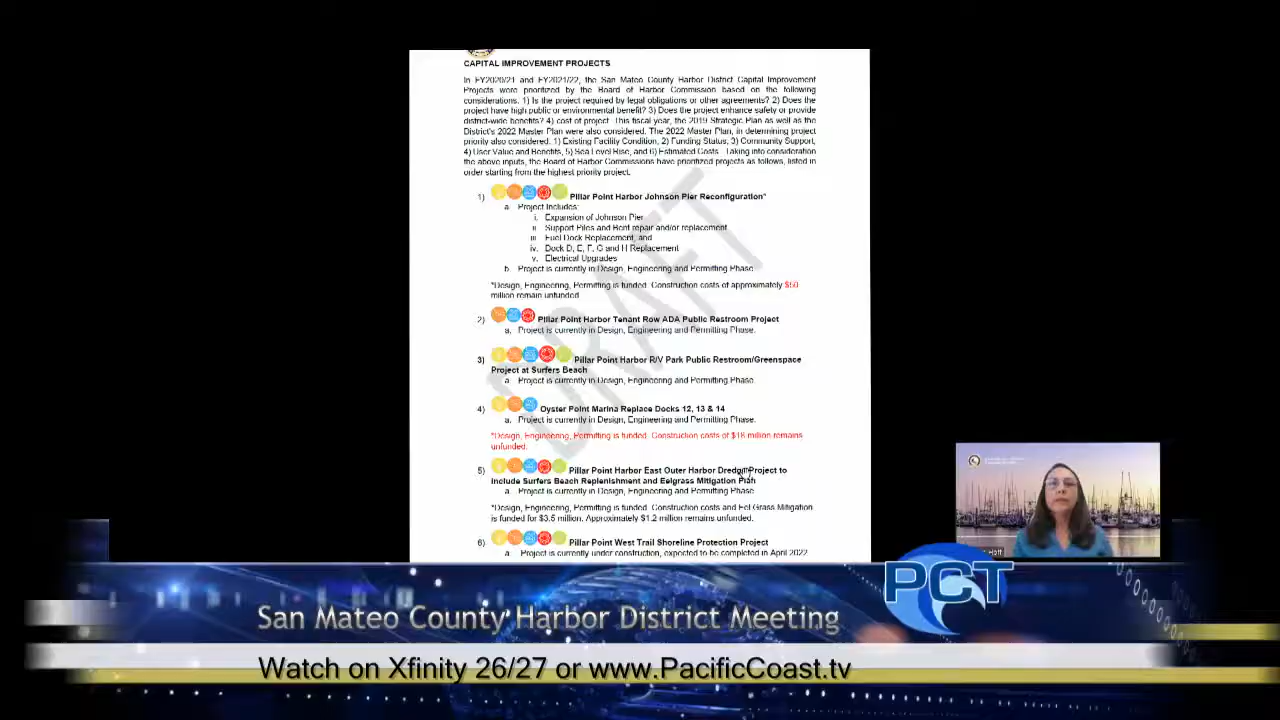 CAPITAL IMPROVEMENT PROJECTS
In FY2020/21 and FY2021/22, the San Mateo County Harbor District Capital Improvement
Projects were prioritized by the Board of Harbor Commission based on the following
considerations: 1) Is the project required by legal obligations or other agreements? 2) Does the
project have high public or environmental benefit? 3) Does the project enhance safety or provide
district-wide benefits? 4) cost of project. This fiscal year, the 2019 Strategic Plan as well as the
District's 2022 Master Plan were also considered. The 2022 Master Plan, in determining project
priority also considered: 1) Existing Facility Condition, 2) Funding Status, 3) Community Support,
4) User Value and Benefits, 5) Sea Level Rise, and 6) Estimated Costs. Taking into consideration
the above inputs, the Board of Harbor Commissions have prioritized projects as follows, listed in
order starting from the highest priority project.
1) Pillar Point Harbor Johnson Pier Reconfiguration*
a. Project Includes:
i. Expansion of Johnson Pier
ii. Support Piles and Bent repair and/or replacement
iii. Fuel Dock Replacement, and
iv. Dock D, E, F, G and H Replacement
v. Electrical Upgrades
b. Project is currently in Design, Engineering and Permitting Phase
*Design, Engineering, Permitting is funded. Construction costs of approximately $50
million remain unfunded
2) Pillar Point Harbor Tenant Row ADA Public Restroom Project
a. Project is currently in Design, Engineering and Permitting Phase.
3) Pillar Point Harbor R/V Park Public Restroom/Greenspace
Project at Surfers Beach
a. Project is currently in Design, Engineering and Permitting Phase
4) Oyster Point Marina Replace Docks 12, 13 & 14
a. Project is currently in Design, Engineering and Permitting Phase.
*Design, Engineering, Permitting is funded. Construction costs of $18 million remains
unfunded.
5) Pillar Point Harbor East Outer Harbor Dredge Project to
include Surfers Beach Replenishment and Eelgrass Mitigation Plan
a. Project is currently in Design, Engineering and Permitting Phase
*Design, Engineering, Permitting is funded. Construction costs and Eel Grass Mitigation
is funded for $3.5 million. Approximately $1.2 million remains unfunded.
6) Pillar Point West Trail Shoreline Protection Project
a. Project is currently under construction, expected to be completed in April 2022
DRAFT
PCT
San Mateo County Harbor District Meeting
Watch on Xfinity 26/27 or www.PacificCoast.tv